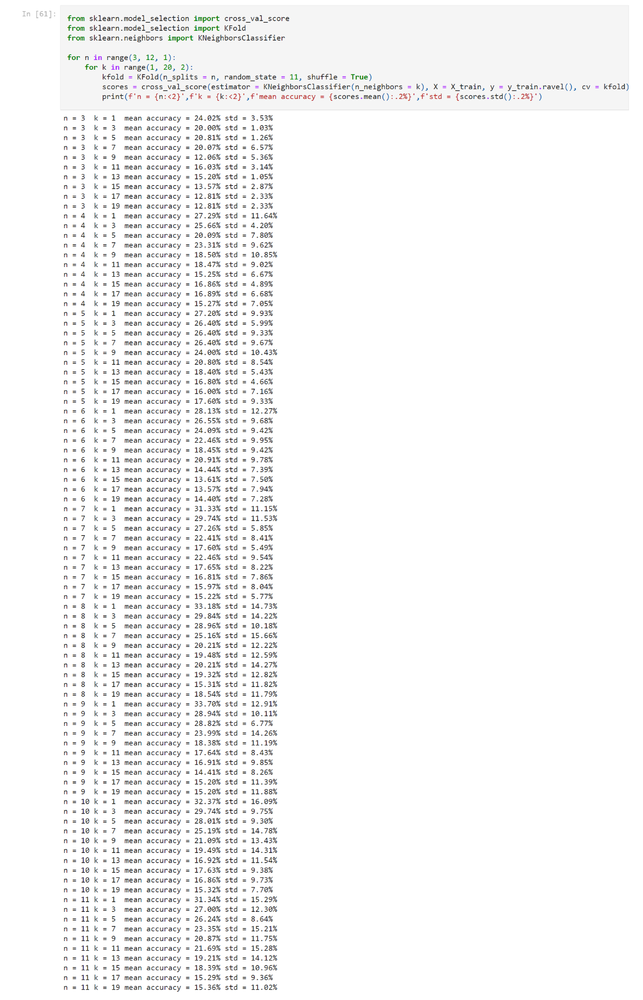 In [61]:
from sklearn.model_selection import cross_val_score
from sklearn.model_selection import KFold
from sklearn.neighbors import KNeighborsClassifier
for n in range(3, 12, 1):
for k in range(1, 20, 2):
kfold = KFold(n_splits = n, random_state = 11, shuffle = True)
scores = cross_val_score(estimator = KNeighborsClassifier(n_neighbors = k), X = X_train, y = y_train.ravel(), cv = kfold)
print(f'n = {n:<2}',f'k = {k:<2}',f'mean accuracy = {scores.mean():.2%}',f'std = {scores.std():.2%}')
n = 3  k = 1  mean accuracy = 24.02% std = 3.53%
n = 3  k = 3  mean accuracy = 20.00% std = 1.03%
n = 3  k = 5  mean accuracy = 20.81% std = 1.26%
n = 3  k = 7  mean accuracy = 20.07% std = 6.57%
n = 3  k = 9  mean accuracy = 12.06% std = 5.36%
n = 3  k = 11 mean accuracy = 16.03% std = 3.14%
n = 3  k = 13 mean accuracy = 15.20% std = 1.05%
n = 3  k = 15 mean accuracy = 13.57% std = 2.87%
n = 3  k = 17 mean accuracy = 12.81% std = 2.33%
n = 3  k = 19 mean accuracy = 12.81% std = 2.33%
n = 4  k = 1  mean accuracy = 27.29% std = 11.64%
n = 4  k = 3  mean accuracy = 25.66% std = 4.20%
n = 4  k = 5  mean accuracy = 20.09% std = 7.80%
n = 4  k = 7  mean accuracy = 23.31% std = 9.62%
n = 4  k = 9  mean accuracy = 18.50% std = 10.85%
n = 4  k = 11 mean accuracy = 18.47% std = 9.02%
n = 4  k = 13 mean accuracy = 15.25% std = 6.67%
n = 4  k = 15 mean accuracy = 16.86% std = 4.89%
n = 4  k = 17 mean accuracy = 16.89% std = 6.68%
n = 4  k = 19 mean accuracy = 15.27% std = 7.05%
n = 5  k = 1  mean accuracy = 27.20% std = 9.93%
n = 5  k = 3  mean accuracy = 26.40% std = 5.99%
n = 5  k = 5  mean accuracy = 26.40% std = 9.33%
n = 5  k = 7  mean accuracy = 26.40% std = 9.67%
n = 5  k = 9  mean accuracy = 24.00% std = 10.43%
n = 5  k = 11 mean accuracy = 20.80% std = 8.54%
n = 5  k = 13 mean accuracy = 18.40% std = 5.43%
n = 5  k = 15 mean accuracy = 16.80% std = 4.66%
n = 5  k = 17 mean accuracy = 16.00% std = 7.16%
n = 5  k = 19 mean accuracy = 17.60% std = 9.33%
n = 6  k = 1  mean accuracy = 28.13% std = 12.27%
n = 6  k = 3  mean accuracy = 26.55% std = 9.68%
n = 6  k = 5  mean accuracy = 24.09% std = 9.42%
n = 6  k = 7  mean accuracy = 22.46% std = 9.95%
n = 6  k = 9  mean accuracy = 18.45% std = 9.42%
n = 6  k = 11 mean accuracy = 20.91% std = 9.78%
n = 6  k = 13 mean accuracy = 14.44% std = 7.39%
n = 6  k = 15 mean accuracy = 13.61% std = 7.50%
n = 6  k = 17 mean accuracy = 13.57% std = 7.94%
n = 6  k = 19 mean accuracy = 14.40% std = 7.28%
n = 7  k = 1  mean accuracy = 31.33% std = 11.15%
n = 7  k = 3  mean accuracy = 29.74% std = 11.53%
n = 7  k = 5  mean accuracy = 27.26% std = 5.85%
n = 7  k = 7  mean accuracy = 22.41% std = 8.41%
n = 7  k = 9  mean accuracy = 17.60% std = 5.49%
n = 7  k = 11 mean accuracy = 22.46% std = 9.54%
n = 7  k = 13 mean accuracy = 17.65% std = 8.22%
n = 7  k = 15 mean accuracy = 16.81% std = 7.86%
n = 7  k = 17 mean accuracy = 15.97% std = 8.04%
n = 7  k = 19 mean accuracy = 15.22% std = 5.77%
n = 8  k = 1  mean accuracy = 33.18% std = 14.73%
n = 8  k = 3  mean accuracy = 29.84% std = 14.22%
n = 8  k = 5  mean accuracy = 28.96% std = 10.18%
n = 8  k = 7  mean accuracy = 25.16% std = 15.66%
n = 8  k = 9  mean accuracy = 20.21% std = 12.22%
n = 8  k = 11 mean accuracy = 19.48% std = 12.59%
n = 8  k = 13 mean accuracy = 20.21% std = 14.27%
n = 8  k = 15 mean accuracy = 19.32% std = 12.82%
n = 8  k = 17 mean accuracy = 15.31% std = 11.82%
n = 8  k = 19 mean accuracy = 18.54% std = 11.79%
n = 9  k = 1  mean accuracy = 33.70% std = 12.91%
n = 9  k = 3  mean accuracy = 28.94% std = 10.11%
n = 9  k = 5  mean accuracy = 28.82% std = 6.77%
n = 9  k = 7  mean accuracy = 23.99% std = 14.26%
n = 9  k = 9  mean accuracy = 18.38% std = 11.19%
n = 9  k = 11 mean accuracy = 17.64% std = 8.43%
n = 9  k = 13 mean accuracy = 16.91% std = 9.85%
n = 9  k = 15 mean accuracy = 14.41% std = 8.26%
n = 9  k = 17 mean accuracy = 15.20% std = 11.39%
n = 9  k = 19 mean accuracy = 15.20% std = 11.88%
n = 10 k = 1  mean accuracy = 32.37% std = 16.09%
n = 10 k = 3  mean accuracy = 29.74% std = 9.75%
n = 10 k = 5  mean accuracy = 28.01% std = 9.30%
n = 10 k = 7  mean accuracy = 25.19% std = 14.78%
n = 10 k = 9  mean accuracy = 21.09% std = 13.43%
n = 10 k = 11 mean accuracy = 19.49% std = 14.31%
n = 10 k = 13 mean accuracy = 16.92% std = 11.54%
n = 10 k = 15 mean accuracy = 17.63% std = 9.38%
n = 10 k = 17 mean accuracy = 16.86% std = 9.73%
n = 10 k = 19 mean accuracy = 15.32% std = 7.70%
n = 11 k = 1  mean accuracy = 31.34% std = 15.29%
n = 11 k = 3  mean accuracy = 27.00% std = 12.30%
n = 11 k = 5  mean accuracy = 26.24% std = 8.64%
n = 11 k = 7  mean accuracy = 23.35% std = 15.21%
n = 11 k = 9  mean accuracy = 20.87% std = 11.75%
n = 11 k = 11 mean accuracy = 21.69% std = 15.28%
n = 11 k = 13 mean accuracy = 19.21% std = 14.12%
n = 11 k = 15 mean accuracy = 18.39% std = 10.96%
n = 11 k = 17 mean accuracy = 15.29% std = 9.36%
n = 11 k = 19 mean accuracy = 15.36% std = 11.02%